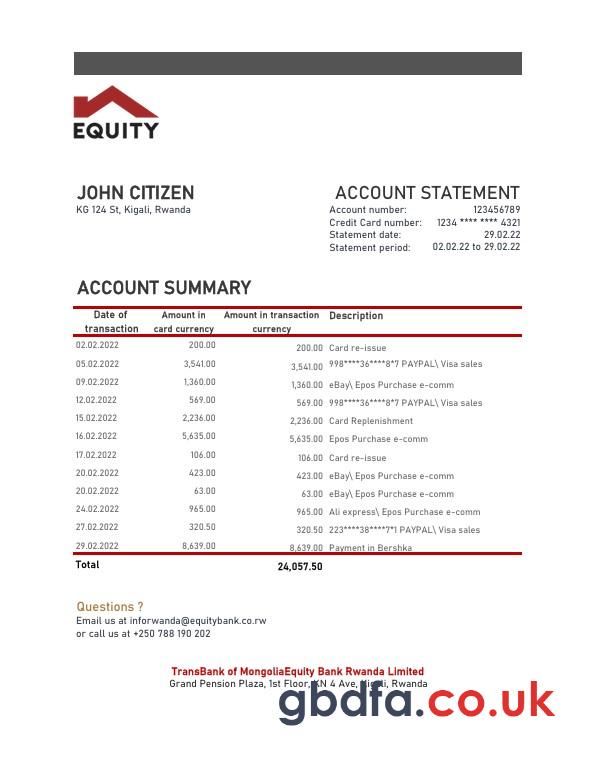 EQUITY
JOHN CITIZEN
KG 124 St, Kigali, Rwanda
ACCOUNT STATEMENT
Account number: 123456789
Credit Card number: 1234 **** **** 4321
Statement date: 29.02.22
Statement period: 02.02.22 to 29.02.22
ACCOUNT SUMMARY
Date of transaction Amount in card currency Amount in transaction currency Description
02.02.2022 200.00 200.00 Card re-issue
05.02.2022 3,541.00 3,541.00 998****36****8*7 PAYPAL\ Visa sales
09.02.2022 1,360.00 1,360.00 eBay\ Epos Purchase e-comm
12.02.2022 569.00 569.00 998****36****8*7 PAYPAL\ Visa sales
15.02.2022 2,236.00 2,236.00 Card Replenishment
16.02.2022 5,635.00 5,635.00 Epos Purchase e-comm
17.02.2022 106.00 106.00 Card re-issue
20.02.2022 423.00 423.00 eBay\ Epos Purchase e-comm
20.02.2022 63.00 63.00 eBay\ Epos Purchase e-comm
24.02.2022 965.00 965.00 Ali express\ Epos Purchase e-comm
27.02.2022 320.50 320.50 223****38****7*1 PAYPAL\ Visa sales
29.02.2022 8,639.00 8,639.00 Payment in Bershka
Total 24,057.50
Questions ?
Email us at inforwanda@equitybank.co.rw
or call us at +250 788 190 202
TransBank of MongoliaEquity Bank Rwanda Limited
Grand Pension Plaza, 1st Floor, KN 4 Ave, Kigali, Rwanda
gbdfa.co.uk